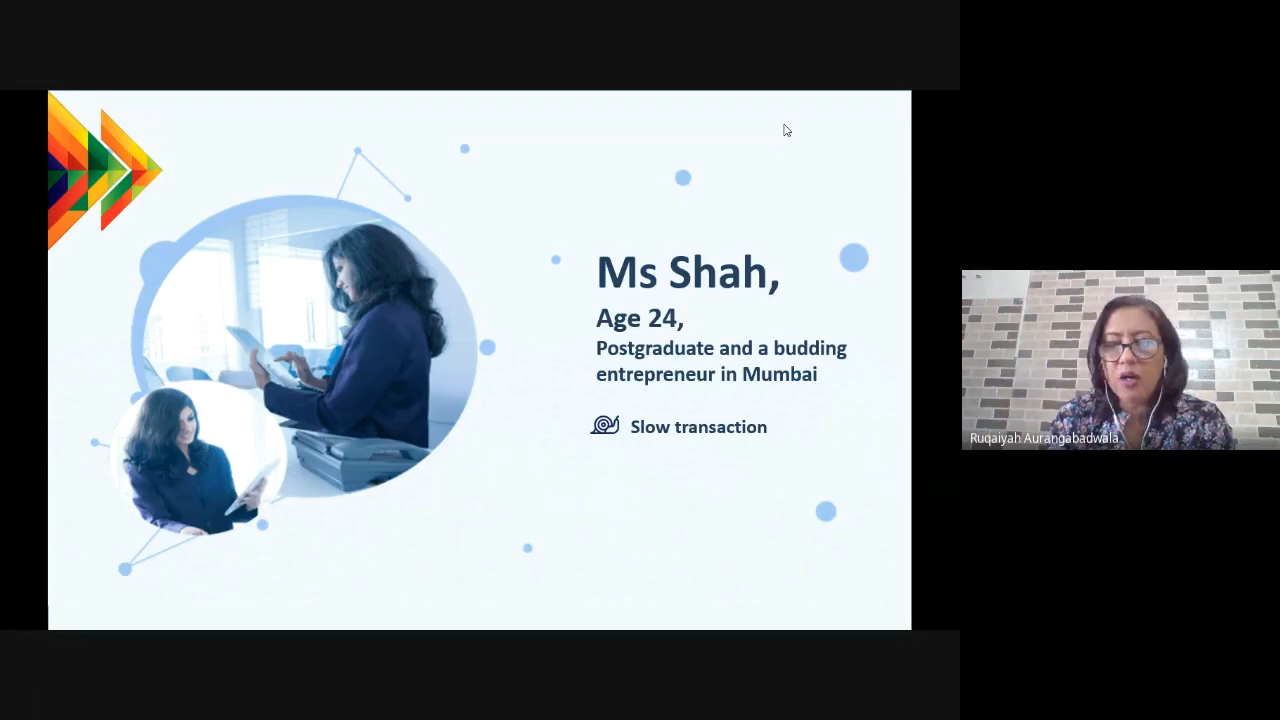 Ms Shah,
Age 24,
Postgraduate and a budding
entrepreneur in Mumbai
Slow transaction
Ruqaiyah Aurangabadwala